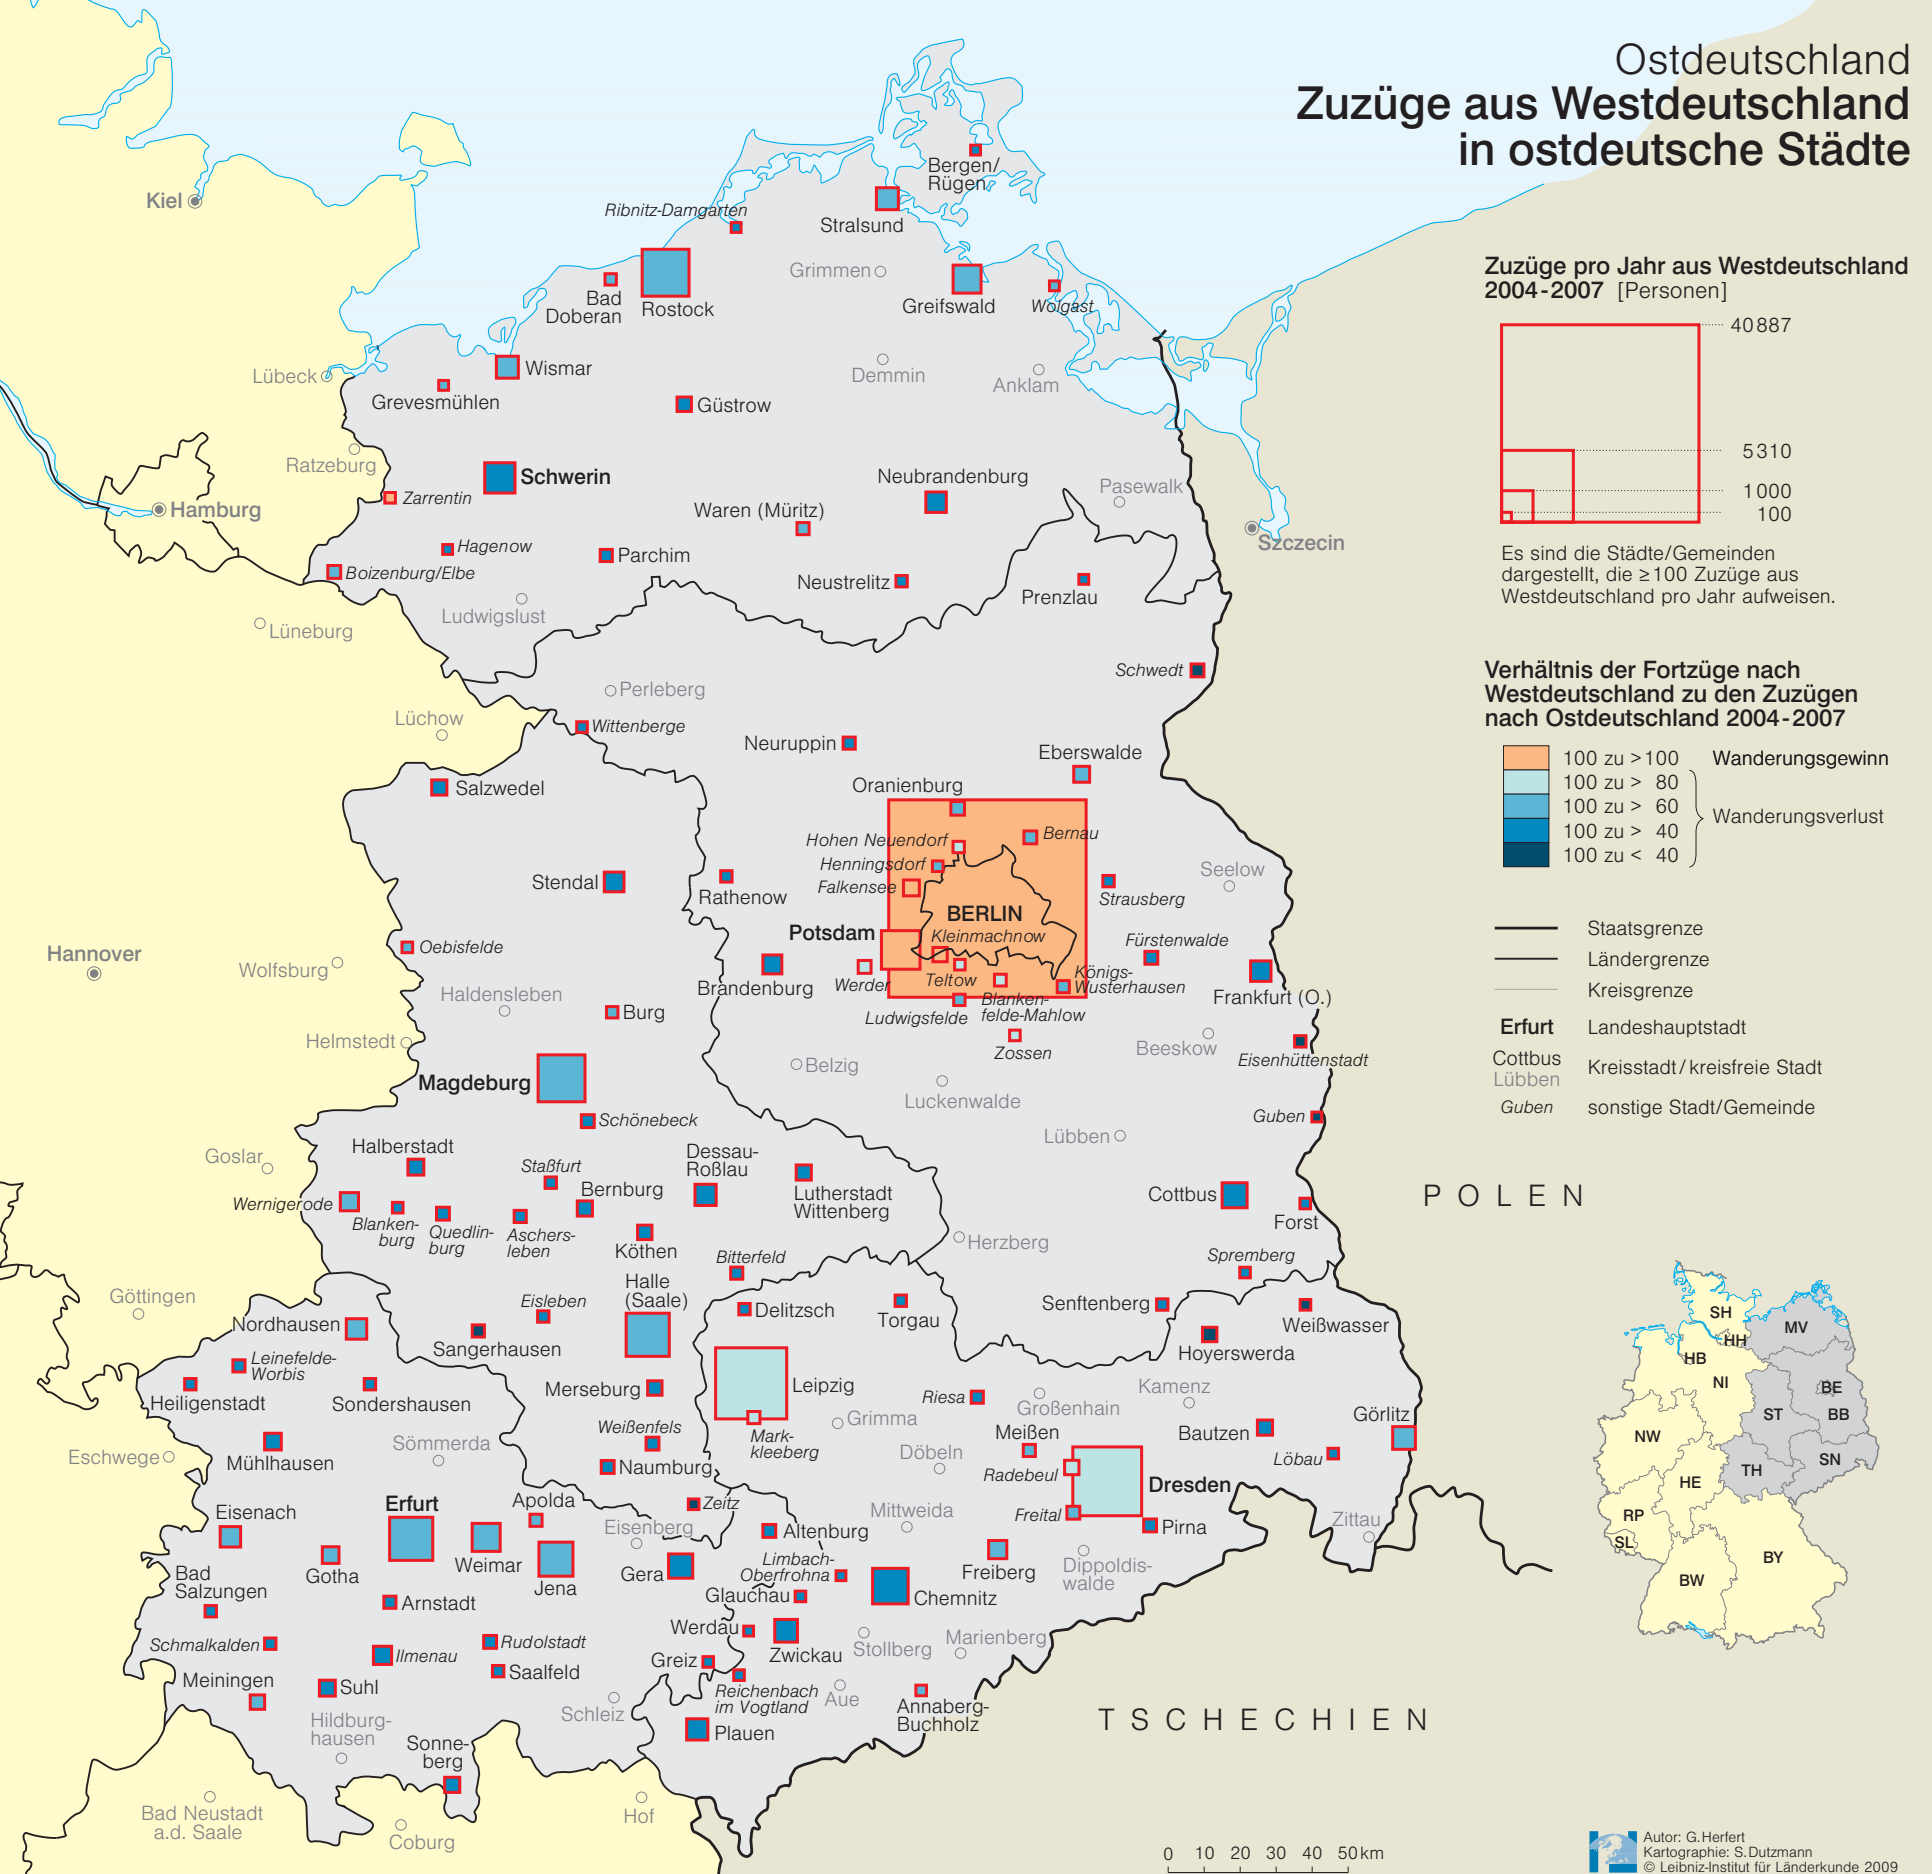 Ostdeutschland
Zuzüge aus Westdeutschland
in ostdeutsche Städte
Zuzüge pro Jahr aus Westdeutschland
2004-2007 [Personen]
40887
5310
1000
100
Es sind die Städte/Gemeinden
dargestellt, die ≥100 Zuzüge aus
Westdeutschland pro Jahr aufweisen.
Verhältnis der Fortzüge nach
Westdeutschland zu den Zuzügen
nach Ostdeutschland 2004-2007
100 zu >100 Wanderungsgewinn
100 zu > 80
100 zu > 60
Wanderungsverlust
100 zu > 40
100 zu < 40
Staatsgrenze
Ländergrenze
Kreisgrenze
Erfurt Landeshauptstadt
Cottbus
Lübben
Kreisstadt/kreisfreie Stadt
Guben sonstige Stadt/Gemeinde
Kiel
Bergen/
Rügen
Ribnitz-Damgarten
Stralsund
Grimmen
Bad
Doberan
Rostock
Greifswald
Wolgast
Lübeck
Wismar
Grevesmühlen
Güstrow
Demmin
Anklam
Ratzeburg
Schwerin
Zarrentin
Hamburg
Neubrandenburg
Pasewalk
Waren (Müritz)
Szczecin
Hagenow
Parchim
Boizenburg/Elbe
Neustrelitz
Prenzlau
Ludwigslust
Lüneburg
Schwedt
Perleberg
Lüchow
Wittenberge
Neuruppin
Eberswalde
Salzwedel
Oranienburg
Hohen Neuendorf
Bernau
Henningsdorf
Falkensee
Stendal
Rathenow
Strausberg
Seelow
BERLIN
Potsdam
Kleinmachnow
Fürstenwalde
Hannover
Oebisfelde
Wolfsburg
Haldensleben
Brandenburg
Werder
Teltow
Königs-
Wusterhausen
Blanken-
felde-Mahlow
Ludwigsfelde
Frankfurt (O.)
Burg
Helmstedt
Zossen
Beeskow
Eisenhüttenstadt
Belzig
Magdeburg
Luckenwalde
Schönebeck
Guben
Lübben
Goslar
Halberstadt
Staßfurt
Dessau-
Roßlau
Bernburg
Lutherstadt
Wittenberg
Cottbus
POLEN
Wernigerode
Blanken-
burg
Quedlin-
burg
Aschers-
leben
Köthen
Forst
Herzberg
Bitterfeld
Spremberg
Göttingen
Halle
(Saale)
Eisleben
Delitzsch
Torgau
Senftenberg
Weißwasser
Nordhausen
Sangerhausen
Hoyerswerda
Leinefelde-
Worbis
Heiligenstadt
Sondershausen
Merseburg
Leipzig
Riesa
Großenhain
Kamenz
Grimma
Mark-
kleeberg
Meißen
Bautzen
Görlitz
Löbau
Weißenfels
Eschwege
Mühlhausen
Sömmerda
Naumburg
Döbeln
Radebeul
Dresden
Zeitz
Erfurt
Apolda
Eisenach
Eisenberg
Altenburg
Mittweida
Freital
Pirna
Zittau
Weimar
Jena
Gotha
Gera
Limbach-
Oberfrohna
Freiberg
Dippoldis-
walde
Bad
Salzungen
Arnstadt
Glauchau
Chemnitz
Werdau
Zwickau
Stollberg
Marienberg
Schmalkalden
Ilmenau
Rudolstadt
Saalfeld
Greiz
Meiningen
Suhl
Reichenbach
im Vogtland
Aue
Annaberg-
Buchholz
Hildburg-
hausen
Schleiz
Plauen
TSCHECHIEN
Sonne-
berg
Bad Neustadt
a.d. Saale
Coburg
Hof
SH
MV
HH
HB
NI
BE
BB
ST
NW
SN
TH
HE
RP
SL
BY
BW
0 10 20 30 40 50km
Autor: G. Herfert
Kartographie: S. Dutzmann
© Leibniz-Institut für Länderkunde 2009